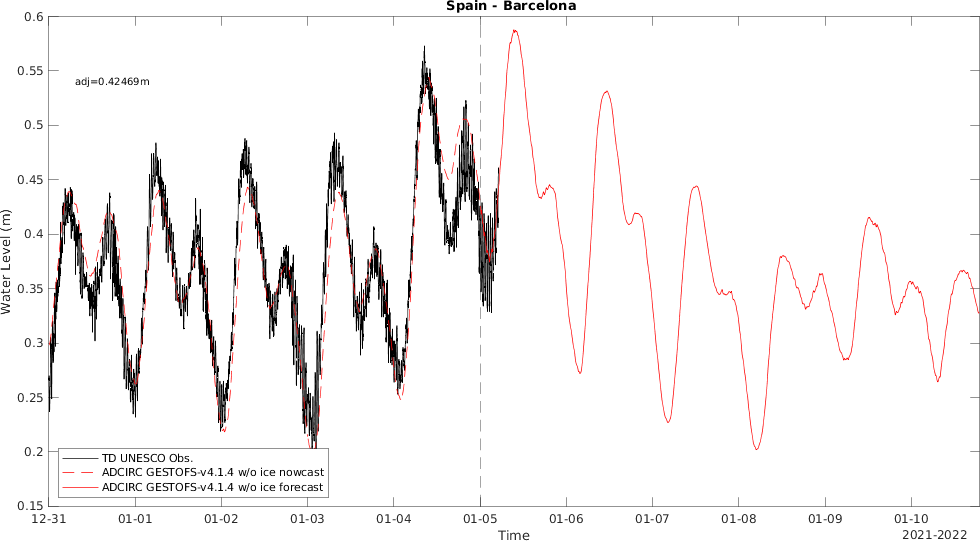 Spain - Barcelona
0.6
0.55
0.5
0.45
0.4
0.35
0.3
0.25
0.2
0.15
Water Level (m)
adj=0.42469m
TD UNESCO Obs.
ADCIRC GESTOFS-v4.1.4 w/o ice nowcast
ADCIRC GESTOFS-v4.1.4 w/o ice forecast
12-31 01-01 01-02 01-03 01-04 01-05 01-06 01-07 01-08 01-09 01-10
Time
2021-2022